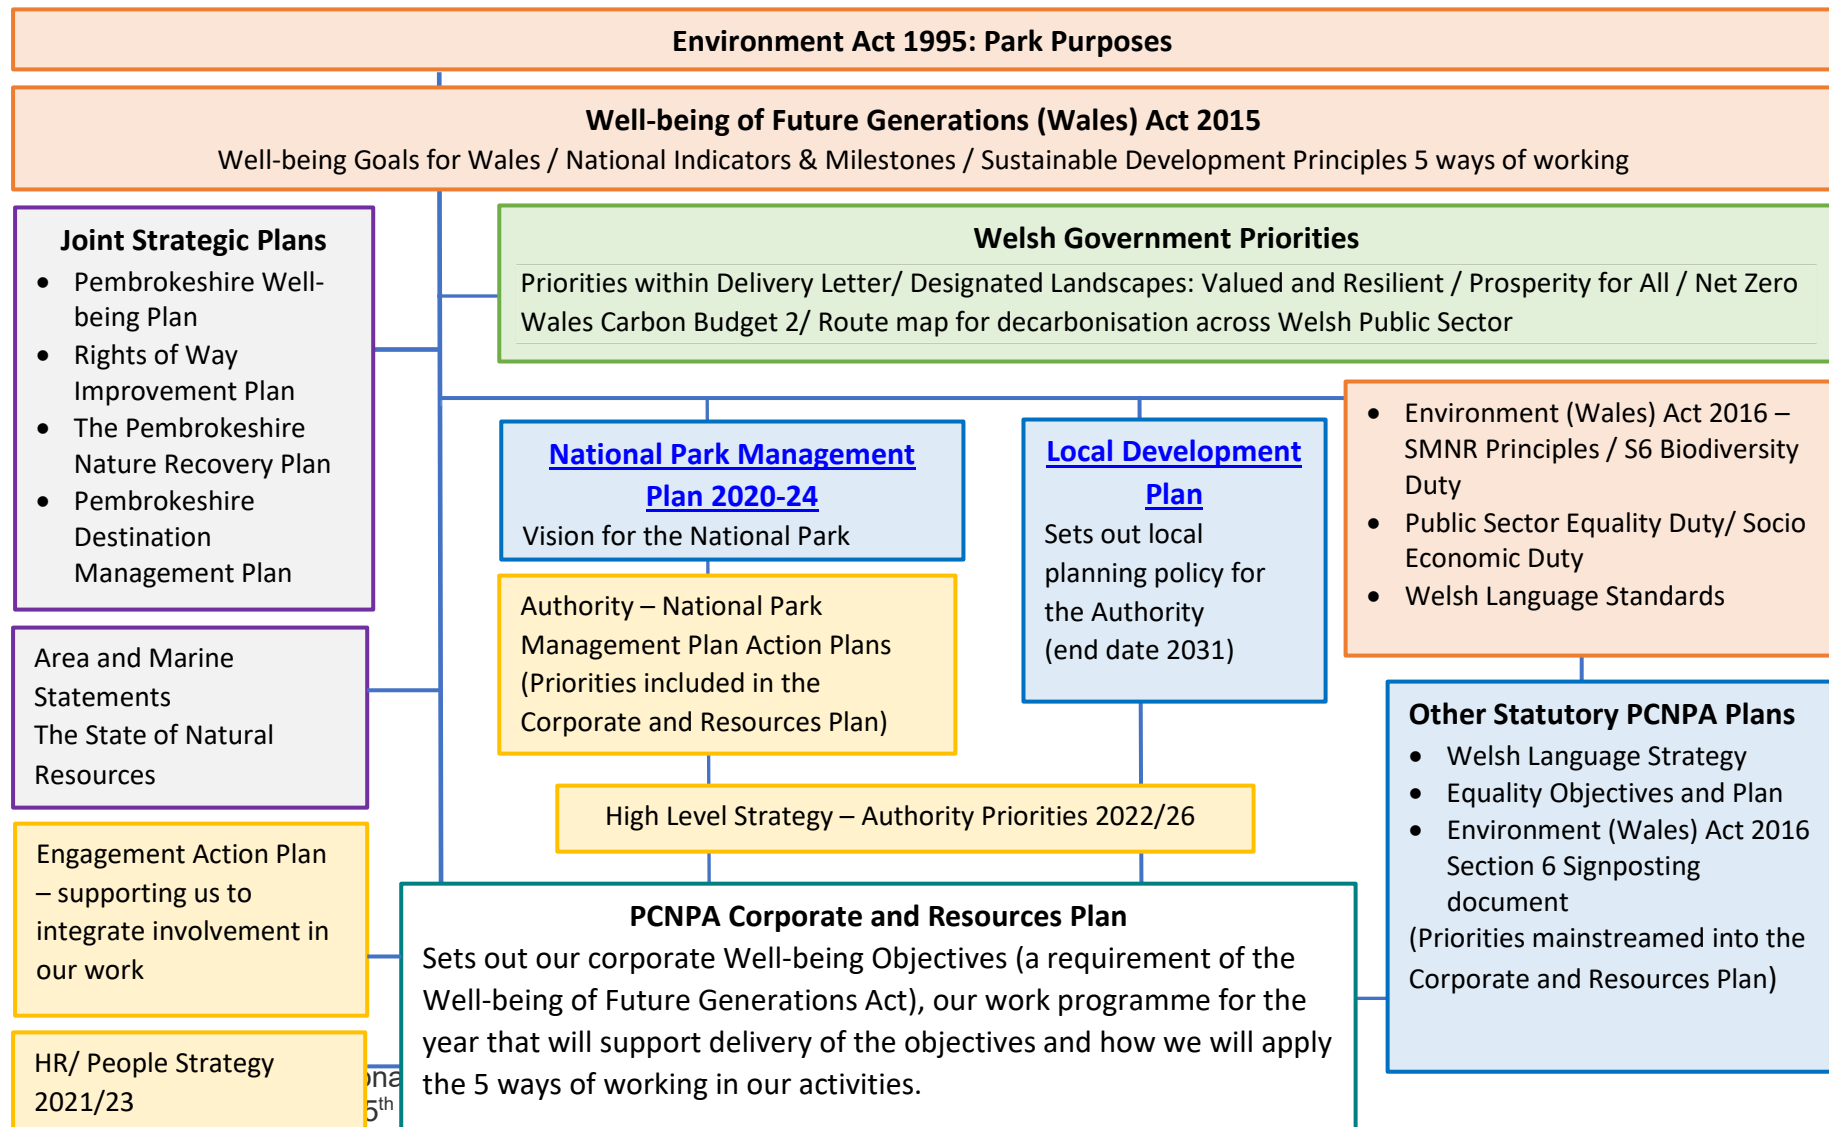 Environment Act 1995: Park Purposes
Well-being of Future Generations (Wales) Act 2015
Well-being Goals for Wales / National Indicators & Milestones / Sustainable Development Principles 5 ways of working
Joint Strategic Plans
• Pembrokeshire Well-
being Plan
• Rights of Way
Improvement Plan
• The Pembrokeshire
Nature Recovery Plan
• Pembrokeshire
Destination
Management Plan
Welsh Government Priorities
Priorities within Delivery Letter/ Designated Landscapes: Valued and Resilient / Prosperity for All / Net Zero
Wales Carbon Budget 2/ Route map for decarbonisation across Welsh Public Sector
National Park Management
Plan 2020-24
Vision for the National Park
Local Development
Plan
Sets out local
planning policy for
the Authority
(end date 2031)
• Environment (Wales) Act 2016 –
SMNR Principles / S6 Biodiversity
Duty
• Public Sector Equality Duty/ Socio
Economic Duty
• Welsh Language Standards
Authority – National Park
Management Plan Action Plans
(Priorities included in the
Corporate and Resources Plan)
Area and Marine
Statements
The State of Natural
Resources
Other Statutory PCNPA Plans
• Welsh Language Strategy
• Equality Objectives and Plan
• Environment (Wales) Act 2016
Section 6 Signposting
document
(Priorities mainstreamed into the
Corporate and Resources Plan)
High Level Strategy – Authority Priorities 2022/26
Engagement Action Plan
– supporting us to
integrate involvement in
our work
PCNPA Corporate and Resources Plan
Sets out our corporate Well-being Objectives (a requirement of the
Well-being of Future Generations Act), our work programme for the
year that will support delivery of the objectives and how we will apply
the 5 ways of working in our activities.
HR/ People Strategy
2021/23
5th